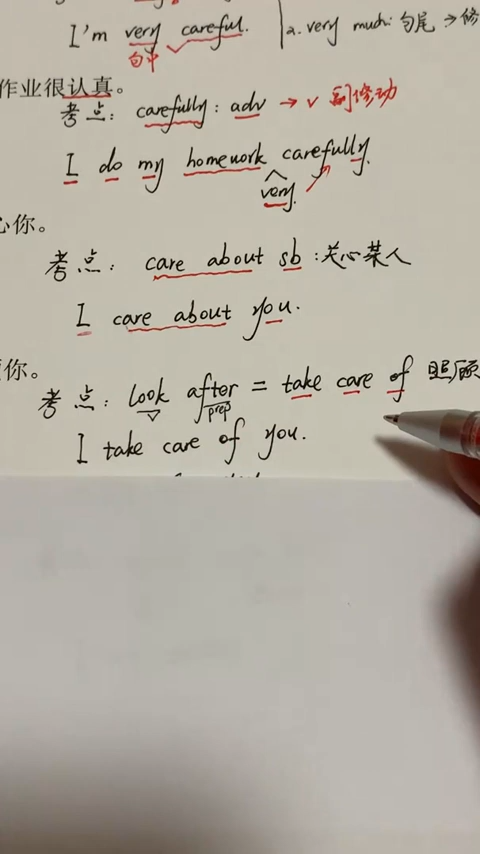 I'm very careful. 2. very much: 句尾 → 修
句中
作业很认真。
考点: carefully: adv → v 副修动
I do my homework carefully.
very
心你。
考点: care about sb: 关心某人
I care about you.
你。
考点: look after = take care of 照顾
v prep
I take care of you.